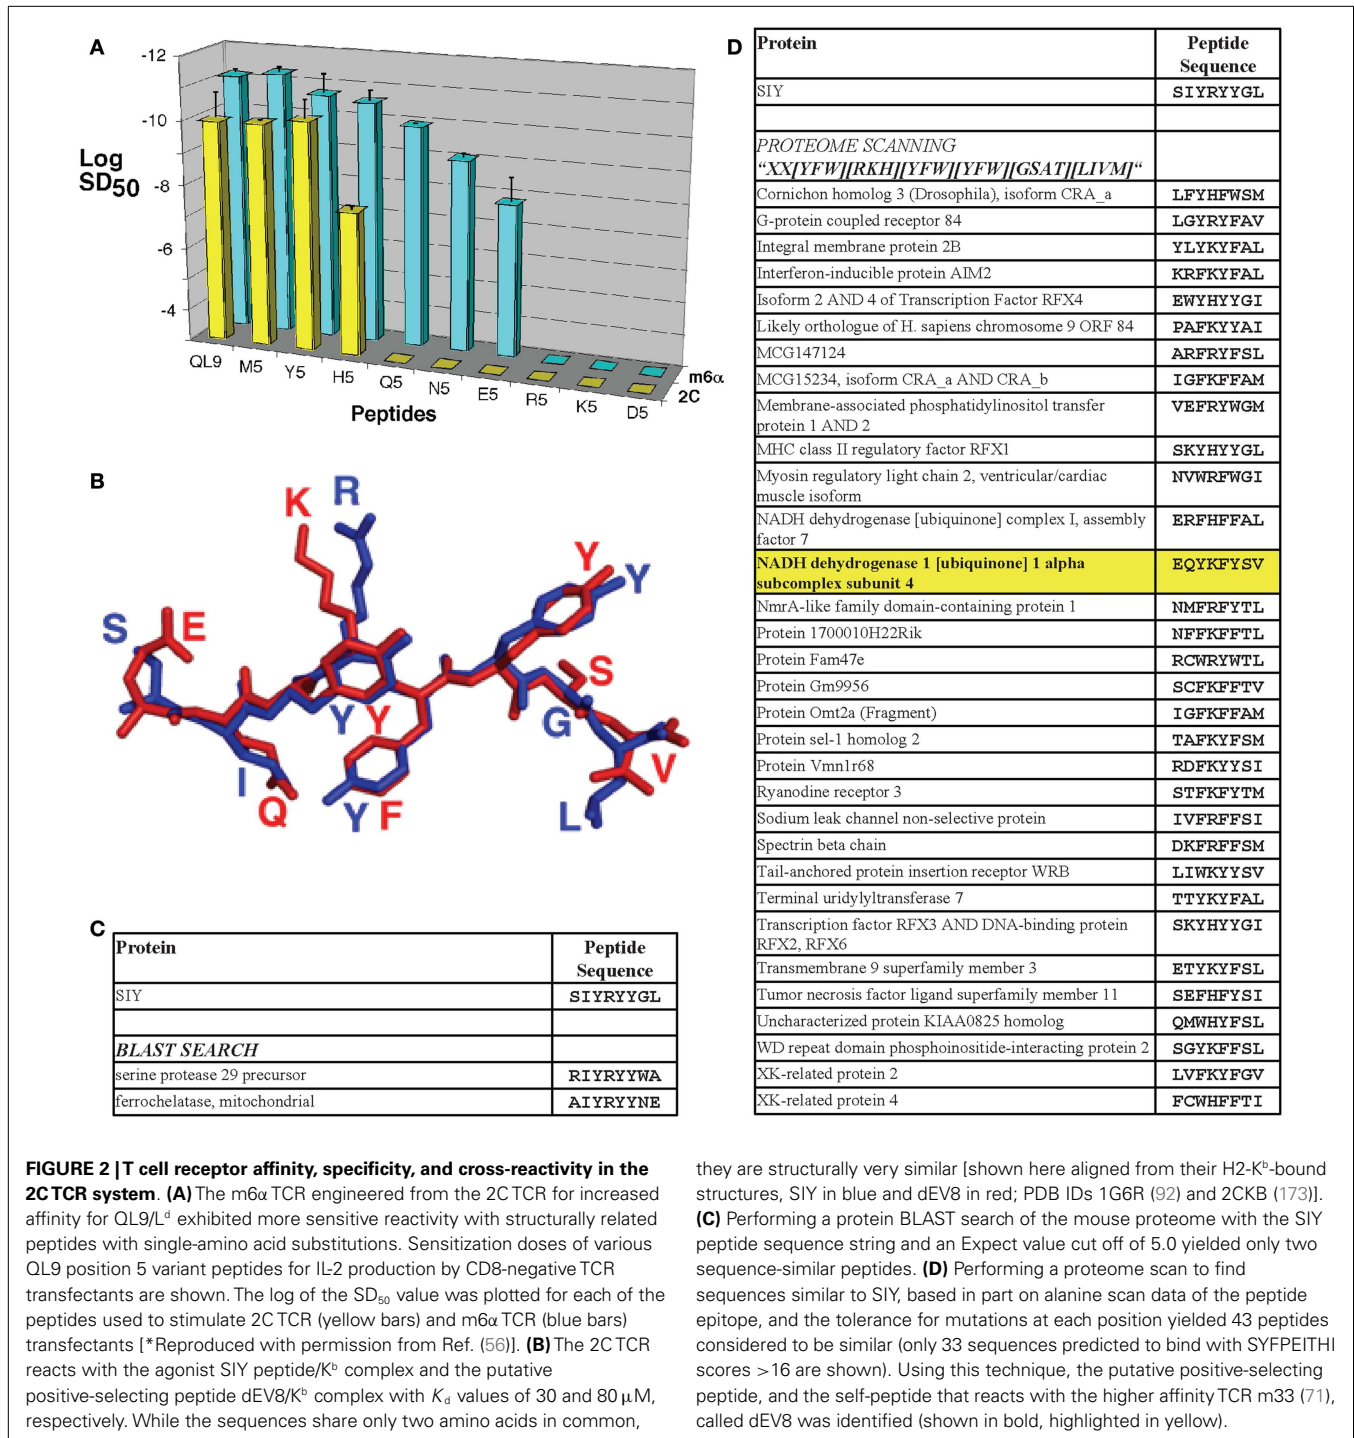 A
-12
-10
-8
-6
-4
Log
SD50
QL9
M5
Y5
H5
Q5
N5
E5
R5
K5
D5
m6α
2C
Peptides
B
K
R
S
E
Y
Y
Y
Y
I
Q
Y
F
S
G
V
L
C
Protein Peptide
Sequence
SIY SIYRYYGL
BLAST SEARCH
serine protease 29 precursor RIYRYYWA
ferrochelatase, mitochondrial AIYRYYNE
D
Protein Peptide
Sequence
SIY SIYRYYGL
PROTEOME SCANNING
“XX[YFW][RKH][YFW][YFW][GSAT][LIVM]“
Cornichon homolog 3 (Drosophila), isoform CRA_a LFYHFWSM
G-protein coupled receptor 84 LGYRYFAV
Integral membrane protein 2B YLYKYFAL
Interferon-inducible protein AIM2 KRFKYFAL
Isoform 2 AND 4 of Transcription Factor RFX4 EWYHYYGI
Likely orthologue of H. sapiens chromosome 9 ORF 84 PAFKYYAI
MCG147124 ARFRYFSL
MCG15234, isoform CRA_a AND CRA_b IGFKFFAM
Membrane-associated phosphatidylinositol transfer VEFRYWGM
protein 1 AND 2
MHC class II regulatory factor RFX1 SKYHYYGL
Myosin regulatory light chain 2, ventricular/cardiac NVWRFWGI
muscle isoform
NADH dehydrogenase [ubiquinone] complex I, assembly ERFHFFAL
factor 7
NADH dehydrogenase 1 [ubiquinone] 1 alpha EQYKFYSV
subcomplex subunit 4
NmrA-like family domain-containing protein 1 NMFRFYTL
Protein 1700010H22Rik NFFKFFTL
Protein Fam47e RCWRYWTL
Protein Gm9956 SCFKFFTV
Protein Omt2a (Fragment) IGFKFFAM
Protein sel-1 homolog 2 TAFKYFSM
Protein Vmn1r68 RDFKYYSI
Ryanodine receptor 3 STFKFYTM
Sodium leak channel non-selective protein IVFRFFSI
Spectrin beta chain DKFRFFSM
Tail-anchored protein insertion receptor WRB LIWKYYSV
Terminal uridylyltransferase 7 TTYKYFAL
Transcription factor RFX3 AND DNA-binding protein SKYHYYGI
RFX2, RFX6
Transmembrane 9 superfamily member 3 ETYKYFSL
Tumor necrosis factor ligand superfamily member 11 SEFHFYSI
Uncharacterized protein KIAA0825 homolog QMWHYFSL
WD repeat domain phosphoinositide-interacting protein 2 SGYKFFSL
XK-related protein 2 LVFKYFGV
XK-related protein 4 FCWHFFTI
FIGURE 2 | T cell receptor affinity, specificity, and cross-reactivity in the
2C TCR system. (A) The m6α TCR engineered from the 2C TCR for increased
affinity for QL9/Lᵈ exhibited more sensitive reactivity with structurally related
peptides with single-amino acid substitutions. Sensitization doses of various
QL9 position 5 variant peptides for IL-2 production by CD8-negative TCR
transfectants are shown. The log of the SD₅₀ value was plotted for each of the
peptides used to stimulate 2C TCR (yellow bars) and m6α TCR (blue bars)
transfectants [*Reproduced with permission from Ref. (56)]. (B) The 2C TCR
reacts with the agonist SIY peptide/Kᵇ complex and the putative
positive-selecting peptide dEV8/Kᵇ complex with Kd values of 30 and 80 μM,
respectively. While the sequences share only two amino acids in common,
they are structurally very similar [shown here aligned from their H2-Kᵇ-bound
structures, SIY in blue and dEV8 in red; PDB IDs 1G6R (92) and 2CKB (173)].
(C) Performing a protein BLAST search of the mouse proteome with the SIY
peptide sequence string and an Expect value cut off of 5.0 yielded only two
sequence-similar peptides. (D) Performing a proteome scan to find
sequences similar to SIY, based in part on alanine scan data of the peptide
epitope, and the tolerance for mutations at each position yielded 43 peptides
considered to be similar (only 33 sequences predicted to bind with SYFPEITHI
scores >16 are shown). Using this technique, the putative positive-selecting
peptide, and the self-peptide that reacts with the higher affinity TCR m33 (71),
called dEV8 was identified (shown in bold, highlighted in yellow).